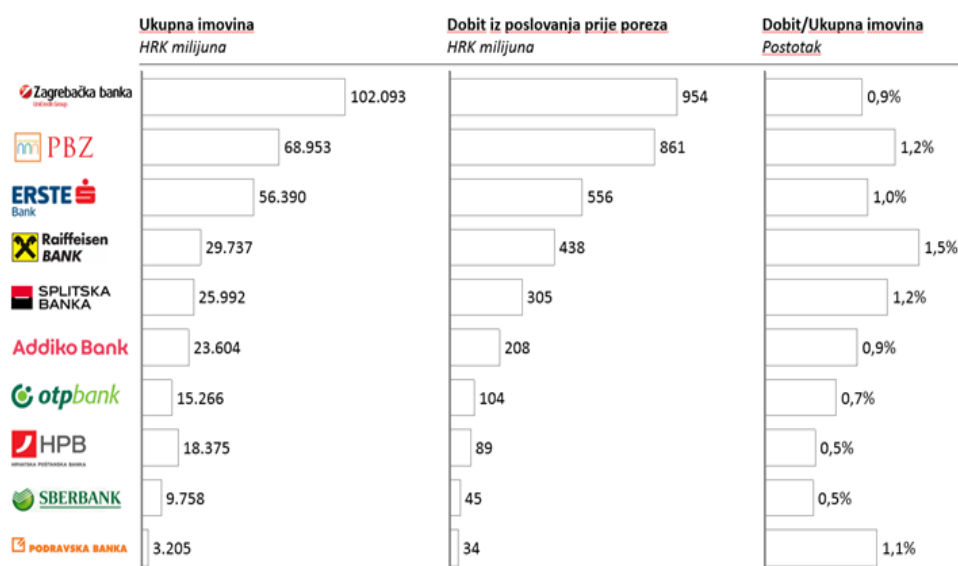 Ukupna imovina
HRK milijuna
Dobit iz poslovanja prije poreza
HRK milijuna
Dobit/Ukupna imovina
Postotak
Zagrebačka banka
UniCredit Group
102.093
954
0,9%
PBZ
68.953
861
1,2%
ERSTE
Bank
56.390
556
1,0%
Raiffeisen
BANK
29.737
438
1,5%
SPLITSKA
BANKA
25.992
305
1,2%
Addiko Bank
23.604
208
0,9%
otpbank
15.266
104
0,7%
HPB
HRVATSKA POŠTANSKA BANKA
18.375
89
0,5%
SBERBANK
9.758
45
0,5%
PODRAVSKA BANKA
3.205
34
1,1%